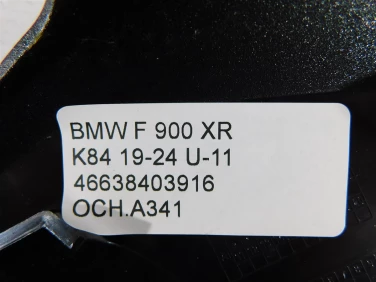 BMW F 900 XR
K84 19-24 U-11
46638403916
OCH.A341